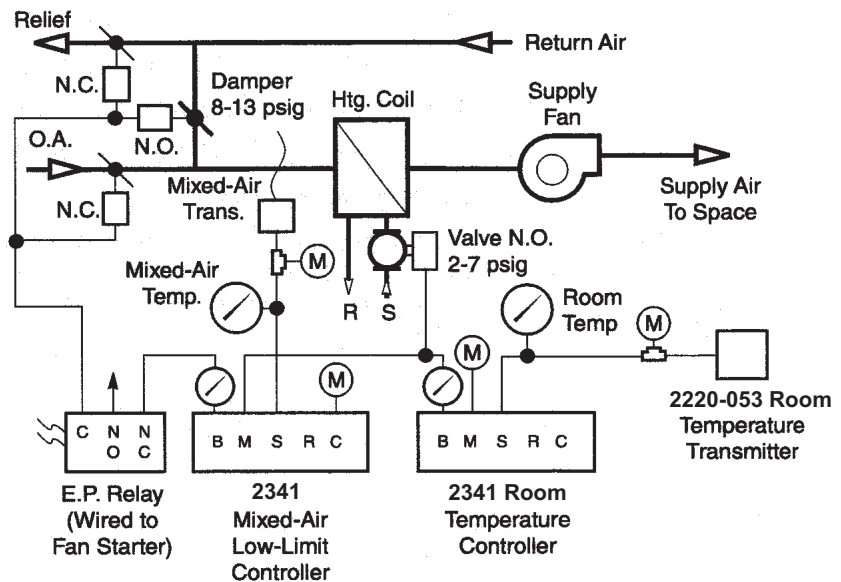 Relief
Return Air
N.C.
Damper
8-13 psig
Htg. Coil
Supply
Fan
O.A.
N.O.
Mixed-Air
Trans.
Supply Air
To Space
N.C.
Valve N.O.
2-7 psig
M
Mixed-Air
Temp.
R S
Room
Temp
M
M
M
2220-053 Room
Temperature
Transmitter
C N N
O C
B M S R C
B M S R C
E.P. Relay
(Wired to
Fan Starter)
2341
Mixed-Air
Low-Limit
Controller
2341 Room
Temperature
Controller